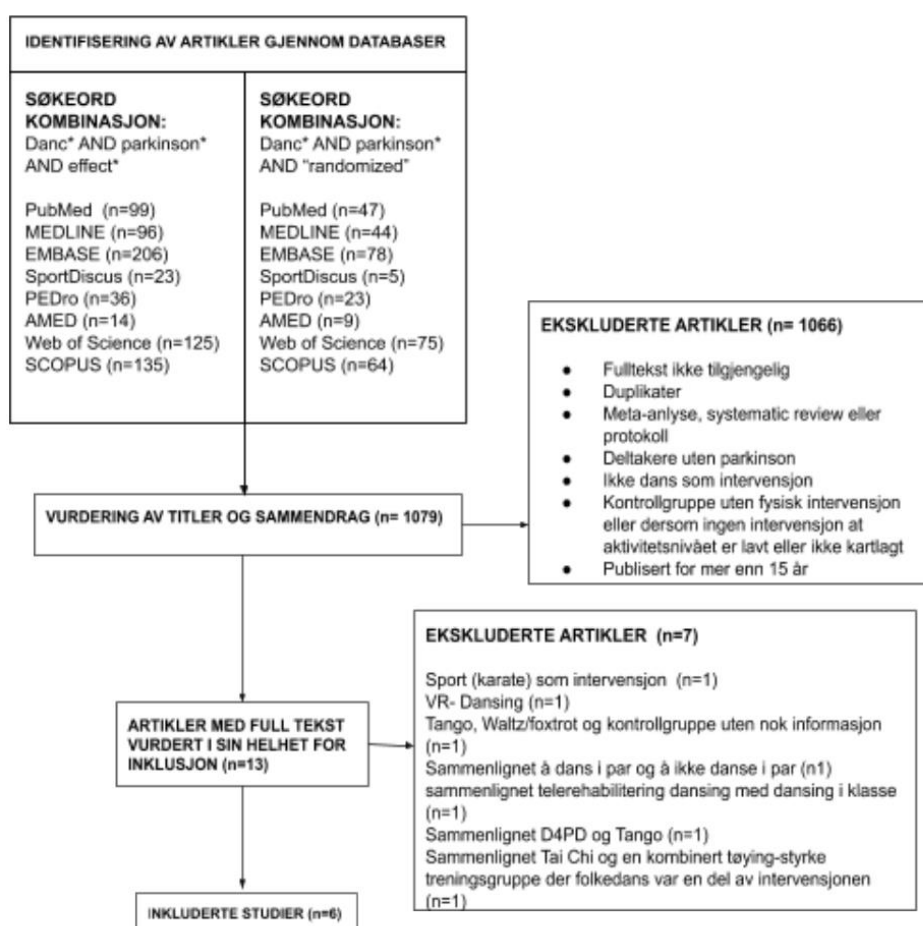 IDENTIFISERING AV ARTIKLER GJENNOM DATABASER
SØKEORD
KOMBINASJON:
Danc* AND parkinson*
AND effect*
PubMed (n=99)
MEDLINE (n=96)
EMBASE (n=206)
SportDiscus (n=23)
PEDro (n=36)
AMED (n=14)
Web of Science (n=125)
SCOPUS (n=135)
SØKEORD
KOMBINASJON:
Danc* AND parkinson*
AND “randomized”
PubMed (n=47)
MEDLINE (n=44)
EMBASE (n=78)
SportDiscus (n=5)
PEDro (n=23)
AMED (n=9)
Web of Science (n=75)
SCOPUS (n=64)
EKSKLUDERTE ARTIKLER (n= 1066)
● Fulltekst ikke tilgjengelig
● Duplikater
● Meta-anlyse, systematic review eller
protokoll
● Deltakere uten parkinson
● Ikke dans som intervensjon
● Kontrollgruppe uten fysisk intervensjon
eller dersom ingen intervensjon at
aktivitetsnivået er lavt eller ikke kartlagt
● Publisert for mer enn 15 år
VURDERING AV TITLER OG SAMMENDRAG (n= 1079)
EKSKLUDERTE ARTIKLER (n=7)
Sport (karate) som intervensjon (n=1)
VR- Dansing (n=1)
Tango, Waltz/foxtrot og kontrollgruppe uten nok informasjon
(n=1)
Sammenlignet å dans i par og å ikke danse i par (n1)
sammenlignet telerehabilitering dansing med dansing i klasse
(n=1)
Sammenlignet D4PD og Tango (n=1)
Sammenlignet Tai Chi og en kombinert tøying-styrke
treningsgruppe der folkedans var en del av intervensjonen
(n=1)
ARTIKLER MED FULL TEKST
VURDERT I SIN HELHET FOR
INKLUSJON (n=13)
INKLUDERTE STUDIER (n=6)